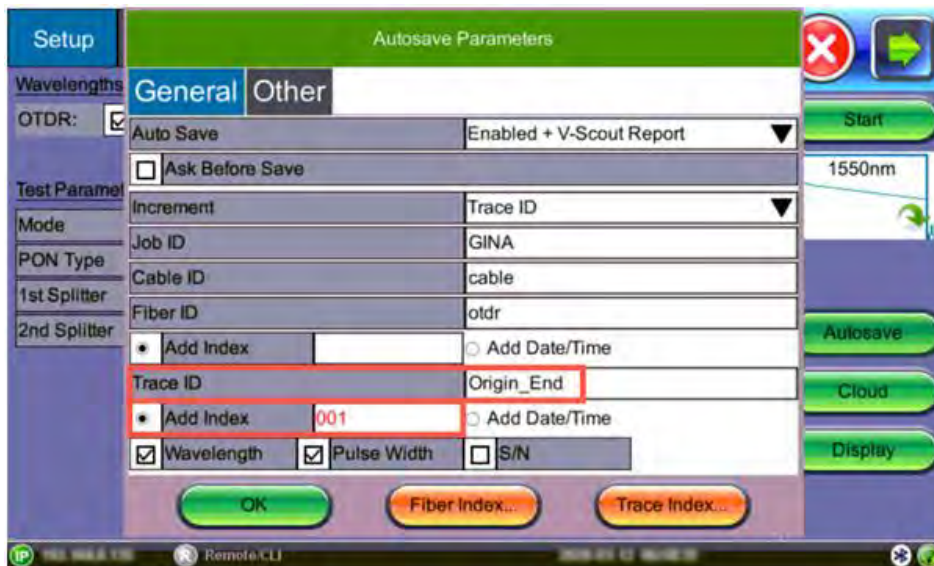 Setup
Autosave Parameters
Wavelengths
General Other
OTDR:
Auto Save Enabled + V-Scout Report
Start
Ask Before Save
1550nm
Test Paramet
Increment Trace ID
Mode
Job ID GINA
PON Type
Cable ID cable
1st Splitter
Fiber ID otdr
2nd Splitter
Add Index Add Date/Time
Autosave
Trace ID Origin_End
Cloud
Add Index 001 Add Date/Time
Wavelength Pulse Width S/N
Display
OK Fiber Index... Trace Index...
IP
R Remote/CLI